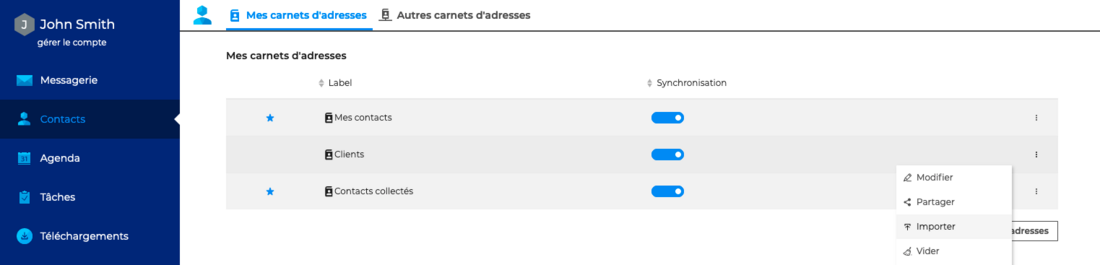 J John Smith
gérer le compte
Messagerie
Contacts
31 Agenda
Tâches
Téléchargements
Mes carnets d'adresses Autres carnets d'adresses
Mes carnets d'adresses
Label Synchronisation
Mes contacts
Clients
Contacts collectés
Modifier
Partager
Importer
adresses
Vider